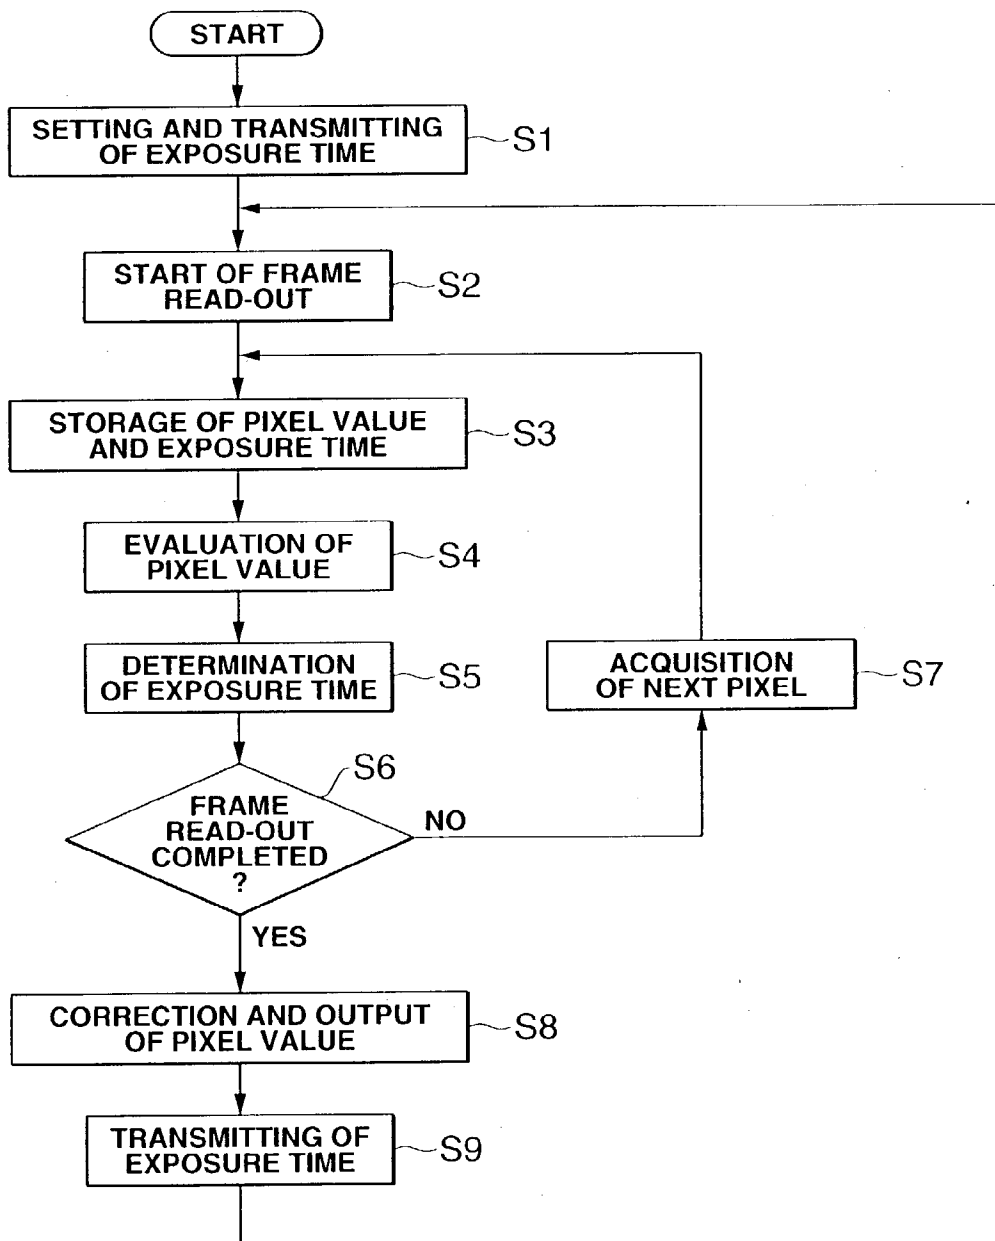 START
SETTING AND TRANSMITTING
OF EXPOSURE TIME
S1
START OF FRAME
READ-OUT
S2
STORAGE OF PIXEL VALUE
AND EXPOSURE TIME
S3
EVALUATION OF
PIXEL VALUE
S4
DETERMINATION
OF EXPOSURE TIME
S5
ACQUISITION
OF NEXT PIXEL
S7
S6
FRAME
READ-OUT
COMPLETED
?
NO
YES
CORRECTION AND OUTPUT
OF PIXEL VALUE
S8
TRANSMITTING OF
EXPOSURE TIME
S9